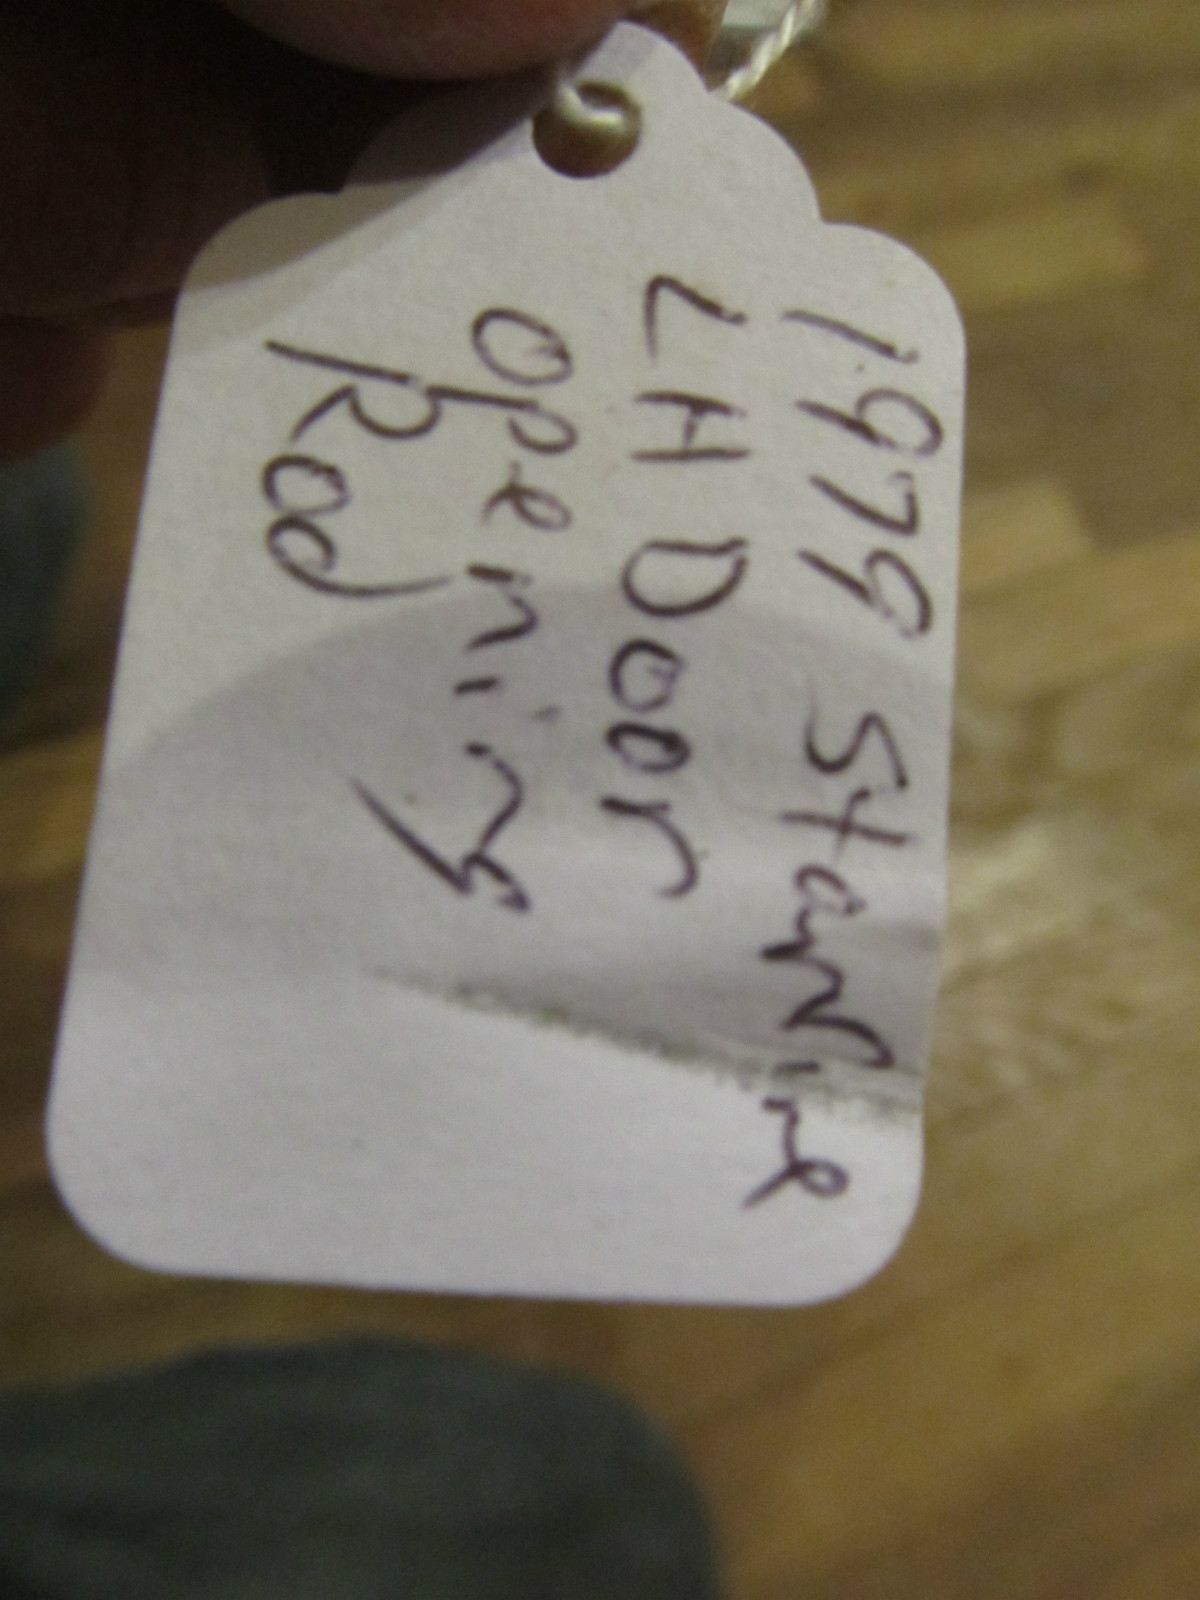 1979 Starfire
LH Door
opening
Rod